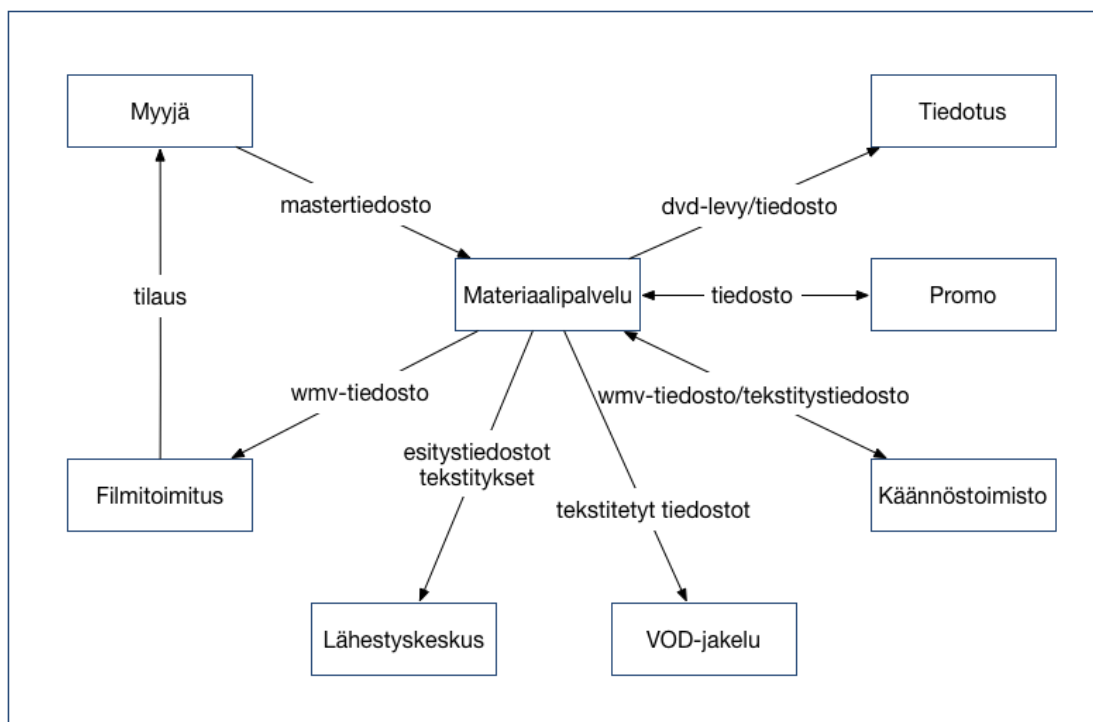 Myyjä
Tiedotus
mastertiedosto
dvd-levy/tiedosto
tilaus
Materiaalipalvelu
tiedosto
Promo
wmv-tiedosto
wmv-tiedosto/tekstitystiedosto
esitystiedostot
tekstitykset
Filmitoimitus
tekstitetyt tiedostot
Käännöstoimisto
Lähestyskeskus
VOD-jakelu